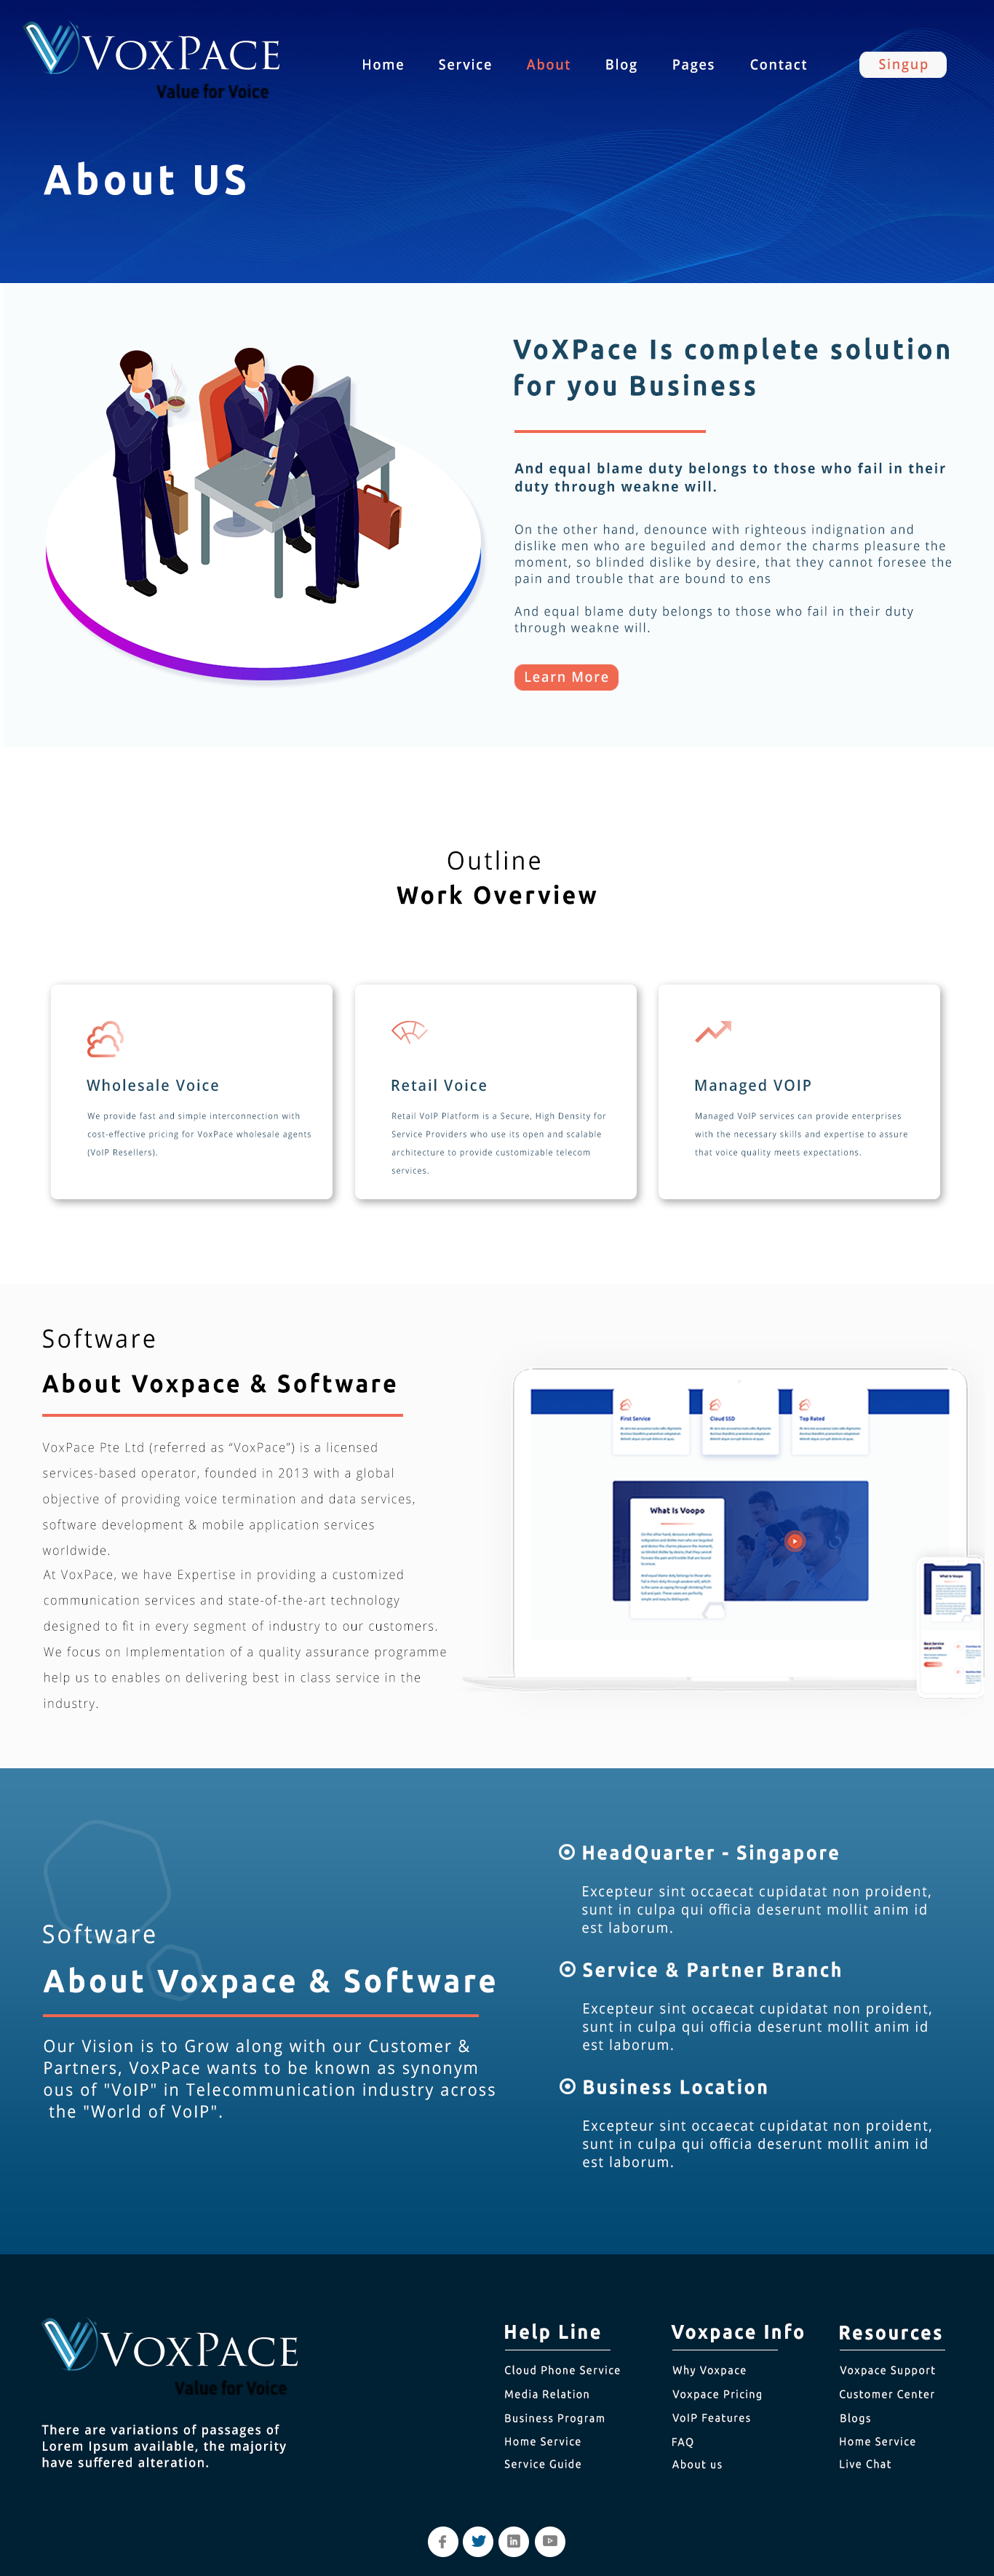 VOXPACE
Value for Voice
Home Service About Blog Pages Contact Singup
About US
VoXPace Is complete solution
for you Business
And equal blame duty belongs to those who fail in their
duty through weakne will.
On the other hand, denounce with righteous indignation and
dislike men who are beguiled and demor the charms pleasure the
moment, so blinded dislike by desire, that they cannot foresee the
pain and trouble that are bound to ens
And equal blame duty belongs to those who fail in their duty
through weakne will.
Learn More
Outline
Work Overview
Wholesale Voice
We provide fast and simple interconnection with
cost-effective pricing for VoxPace wholesale agents
(VoIP Resellers).
Retail Voice
Retail VoIP Platform is a Secure, High Density for
Service Providers who use its open and scalable
architecture to provide customizable telecom
services.
Managed VOIP
Managed VoIP services can provide enterprises
with the necessary skills and expertise to assure
that voice quality meets expectations.
Software
About Voxpace & Software
VoxPace Pte Ltd (referred as “VoxPace”) is a licensed
services-based operator, founded in 2013 with a global
objective of providing voice termination and data services,
software development & mobile application services
worldwide.
At VoxPace, we have Expertise in providing a customized
communication services and state-of-the-art technology
designed to fit in every segment of industry to our customers.
We focus on Implementation of a quality assurance programme
help us to enables on delivering best in class service in the
industry.
First Service
Cloud SSD
Top Rated
What Is Voopo
What Is Voopo
Software
About Voxpace & Software
Our Vision is to Grow along with our Customer &
Partners, VoxPace wants to be known as synonym
ous of "VoIP" in Telecommunication industry across
the "World of VoIP".
HeadQuarter - Singapore
Excepteur sint occaecat cupidatat non proident,
sunt in culpa qui officia deserunt mollit anim id
est laborum.
Service & Partner Branch
Excepteur sint occaecat cupidatat non proident,
sunt in culpa qui officia deserunt mollit anim id
est laborum.
Business Location
Excepteur sint occaecat cupidatat non proident,
sunt in culpa qui officia deserunt mollit anim id
est laborum.
VOXPACE
Value for Voice
There are variations of passages of
Lorem Ipsum available, the majority
have suffered alteration.
Help Line
Cloud Phone Service
Media Relation
Business Program
Home Service
Service Guide
Voxpace Info
Why Voxpace
Voxpace Pricing
VoIP Features
FAQ
About us
Resources
Voxpace Support
Customer Center
Blogs
Home Service
Live Chat